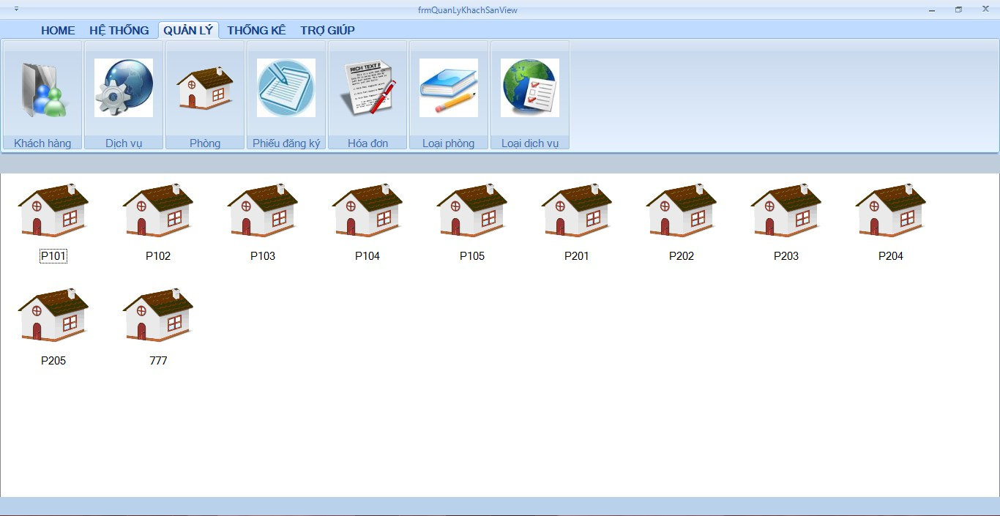 frmQuanLyKhachSanView
HOME HỆ THỐNG QUẢN LÝ THỐNG KÊ TRỢ GIÚP
RICH TEXT F
Khách hàng Dịch vụ Phòng Phiếu đăng ký Hóa đơn Loại phòng Loại dịch vụ
P101 P102 P103 P104 P105 P201 P202 P203 P204
P205 777